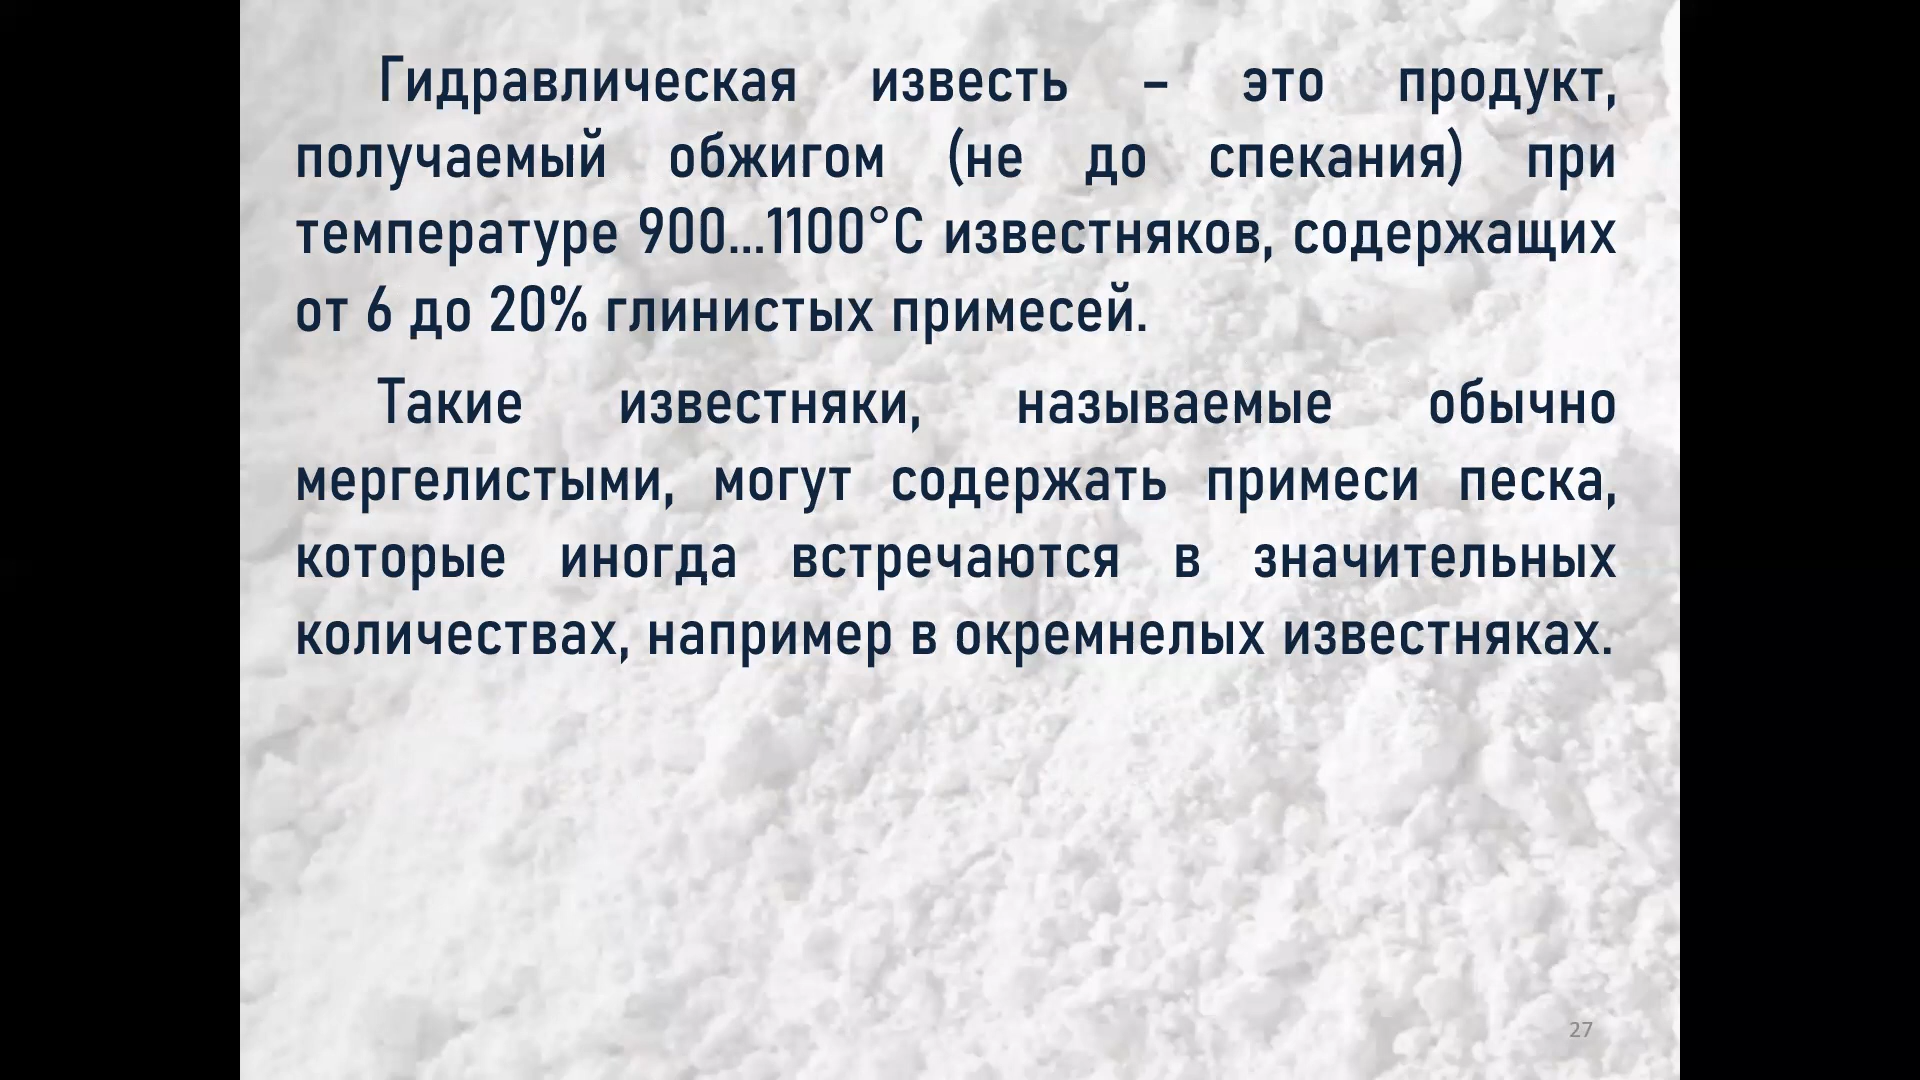 Гидравлическая известь – это продукт,
получаемый обжигом (не до спекания) при
температуре 900…1100°С известняков, содержащих
от 6 до 20% глинистых примесей.
Такие известняки, называемые обычно
мергелистыми, могут содержать примеси песка,
которые иногда встречаются в значительных
количествах, например в окремнелых известняках.
27